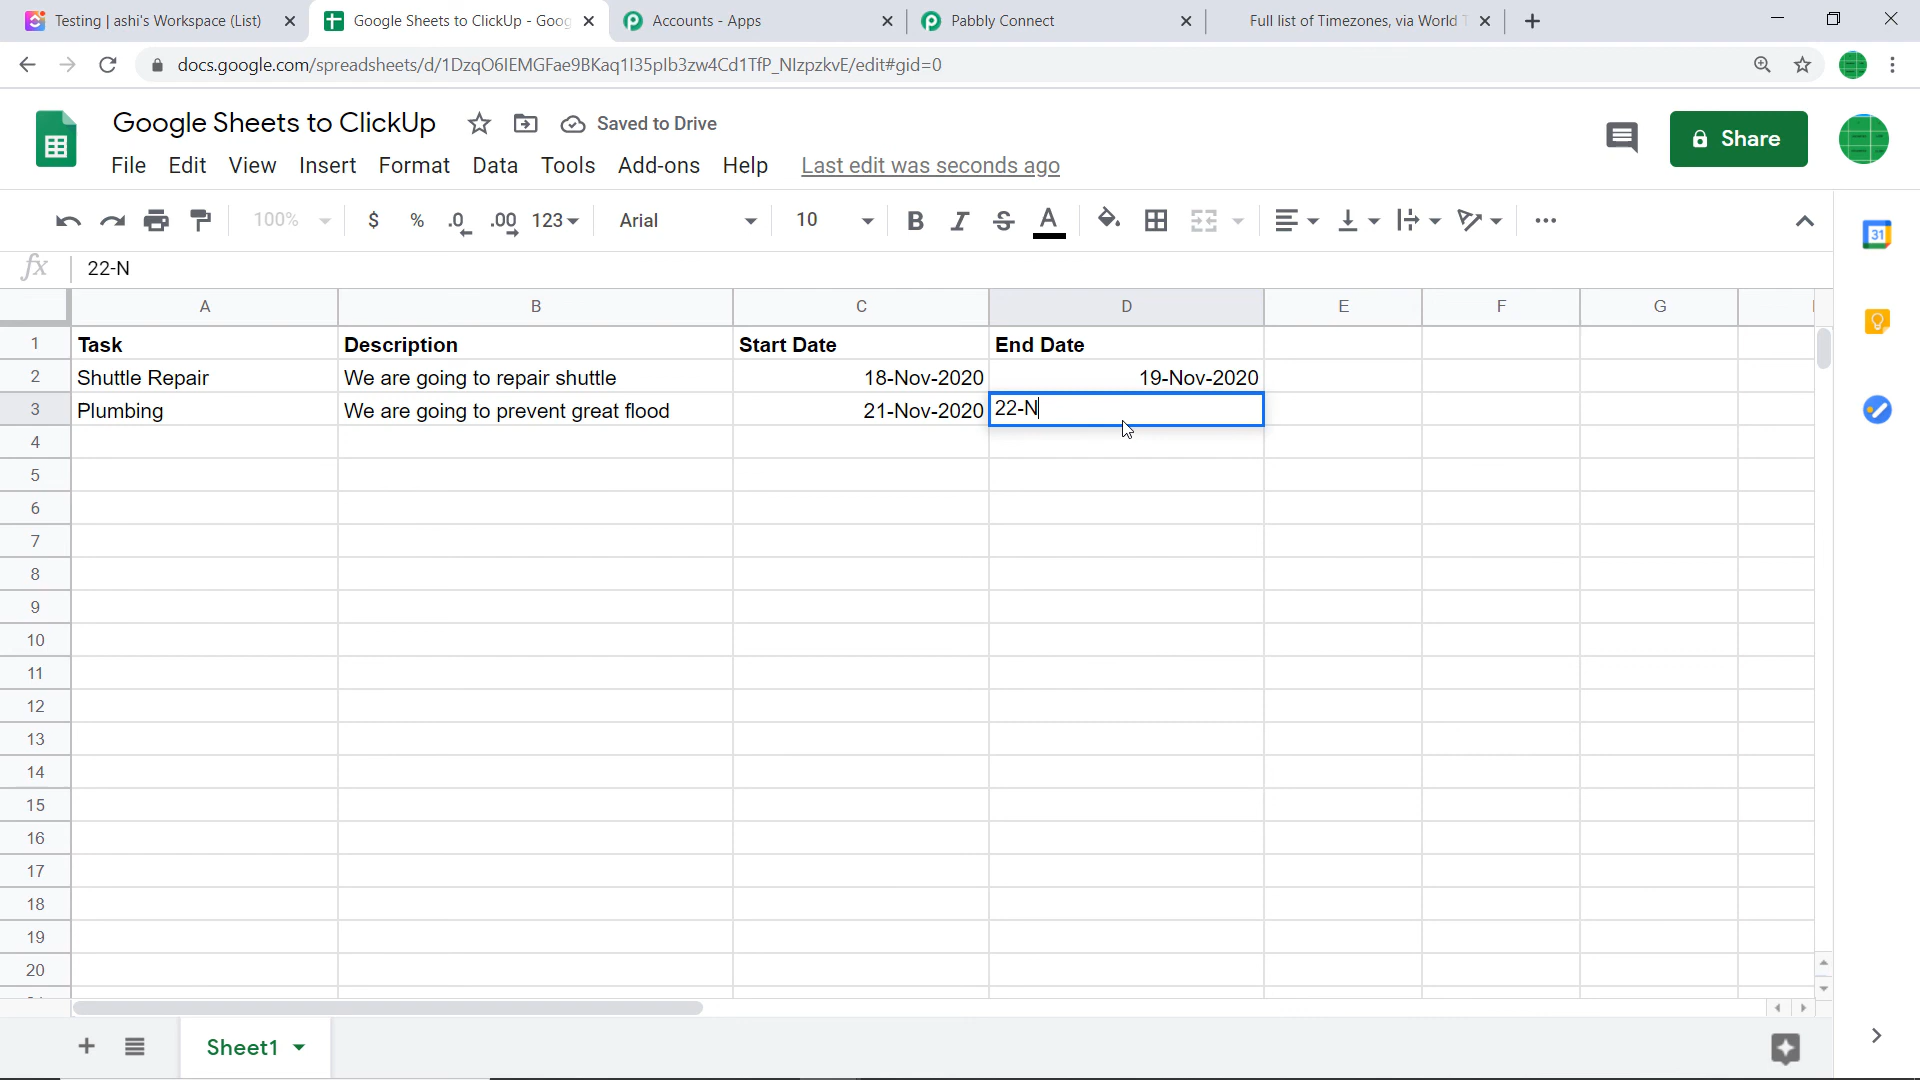 Testing | ashi's Workspace (List)
Google Sheets to ClickUp - Goog
Accounts - Apps
Pabbly Connect
Full list of Timezones, via World T
docs.google.com/spreadsheets/d/1DzqO6IEMGFae9BKaq1I35pIb3zw4Cd1TfP_NIzpzkvE/edit#gid=0
Google Sheets to ClickUp
Saved to Drive
Share
File Edit View Insert Format Data Tools Add-ons Help Last edit was seconds ago
100% $ % .0 .00 123 Arial 10 B I S A
31
fx 22-N
A B C D E F G
1 Task Description Start Date End Date
2 Shuttle Repair We are going to repair shuttle 18-Nov-2020 19-Nov-2020
3 Plumbing We are going to prevent great flood 21-Nov-2020 22-N
4
5
6
7
8
9
10
11
12
13
14
15
16
17
18
19
20
Sheet1